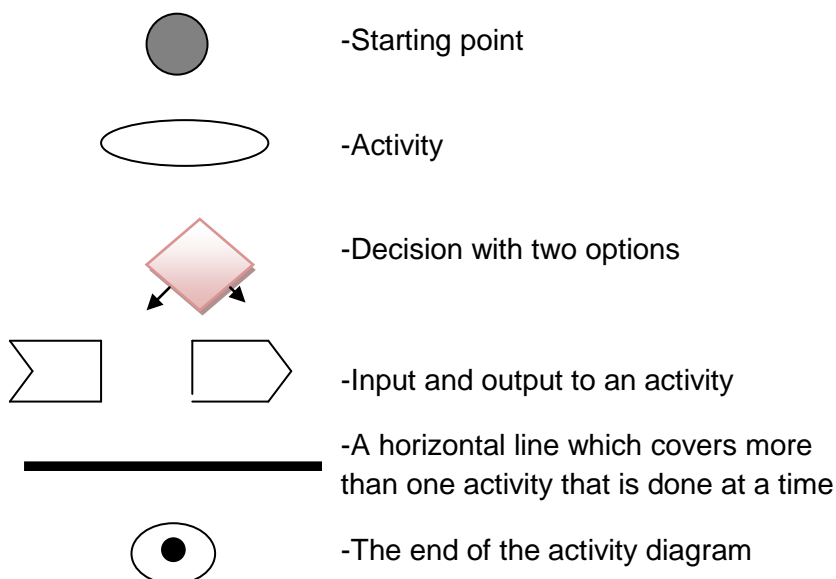 -Starting point
-Activity
-Decision with two options
-Input and output to an activity
-A horizontal line which covers more
than one activity that is done at a time
-The end of the activity diagram